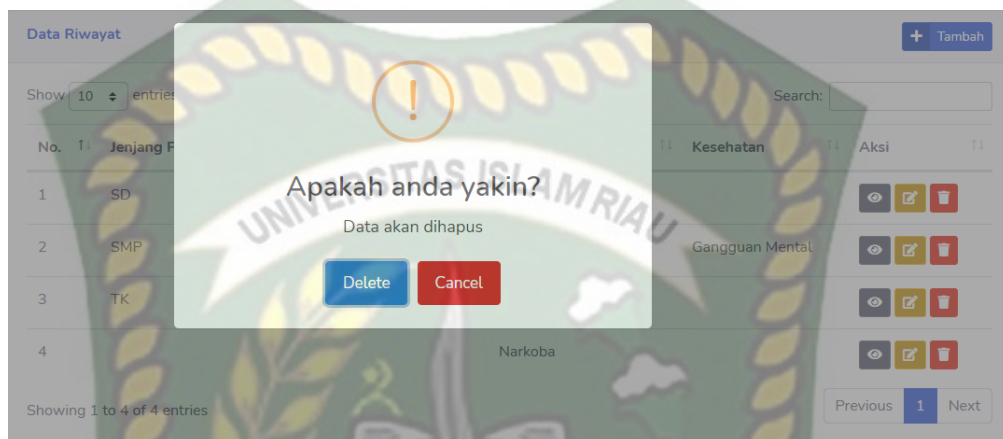 Data Riwayat
+ Tambah
Show 10 entries
Search:
No. Jenjang Kesehatan Aksi
1 SD
2 SMP Gangguan Mental
3 TK
4 Narkoba
Showing 1 to 4 of 4 entries
Previous 1 Next
Apakah anda yakin?
Data akan dihapus
Delete Cancel
UNIVERSITAS ISLAM RIAU